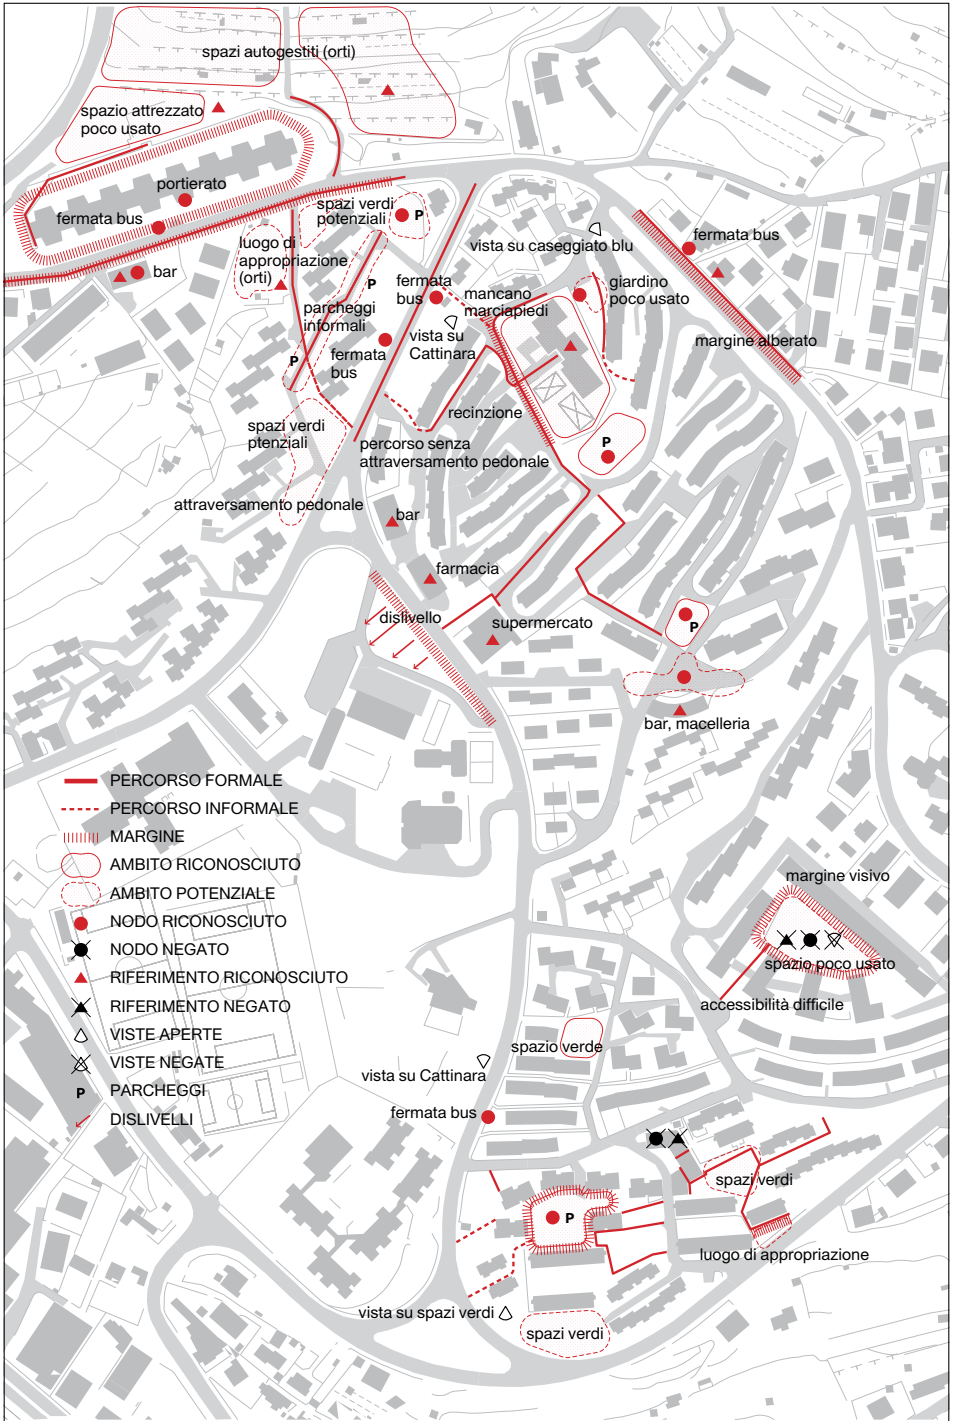 spazi autogestiti (orti)
spazio attrezzato
poco usato
portierato
fermata bus
bar
spazi verdi
potenziali
P
luogo di
appropriazione
(orti)
P
parcheggi
informali
P
fermata
bus
fermata
bus
vista su
Cattinara
mancano
marciapiedi
vista su caseggiato blu
giardino
poco usato
fermata bus
margine alberato
recinzione
spazi verdi
ptenziali
percorso senza
attraversamento pedonale
P
attraversamento pedonale
bar
farmacia
dislivello
supermercato
P
bar, macelleria
PERCORSO FORMALE
PERCORSO INFORMALE
MARGINE
AMBITO RICONOSCIUTO
AMBITO POTENZIALE
NODO RICONOSCIUTO
NODO NEGATO
RIFERIMENTO RICONOSCIUTO
RIFERIMENTO NEGATO
VISTE APERTE
VISTE NEGATE
P PARCHEGGI
DISLIVELLI
margine visivo
spazio poco usato
accessibilità difficile
spazio verde
vista su Cattinara
fermata bus
spazi verdi
P
luogo di appropriazione
vista su spazi verdi
spazi verdi